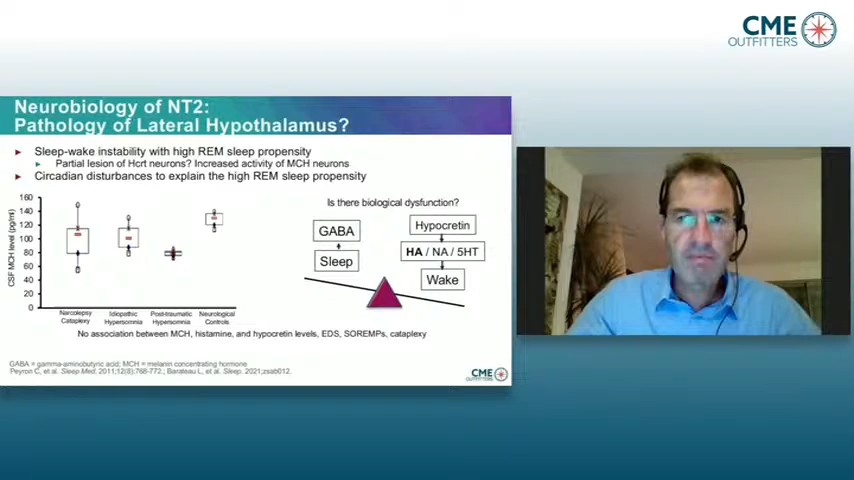 CME
OUTFITTERS
Neurobiology of NT2:
Pathology of Lateral Hypothalamus?
Sleep-wake instability with high REM sleep propensity
Partial lesion of Hcrt neurons? Increased activity of MCH neurons
Circadian disturbances to explain the high REM sleep propensity
CSF MCH level (pg/ml)
160
140
120
100
80
60
40
20
0
Narcolepsy
Cataplexy
Idiopathic
Hypersomnia
Post-traumatic
Hypersomnia
Neurological
Controls
Is there biological dysfunction?
GABA
Sleep
Hypocretin
HA / NA / 5HT
Wake
No association between MCH, histamine, and hypocretin levels, EDS, SOREMPs, cataplexy
GABA = gamma-aminobutyric acid; MCH = melanin concentrating hormone
Peyron C, et al. Sleep Med. 2011;12(8):768-772.; Barateau L, et al. Sleep. 2021;zsab012.
CME
OUTFITTERS